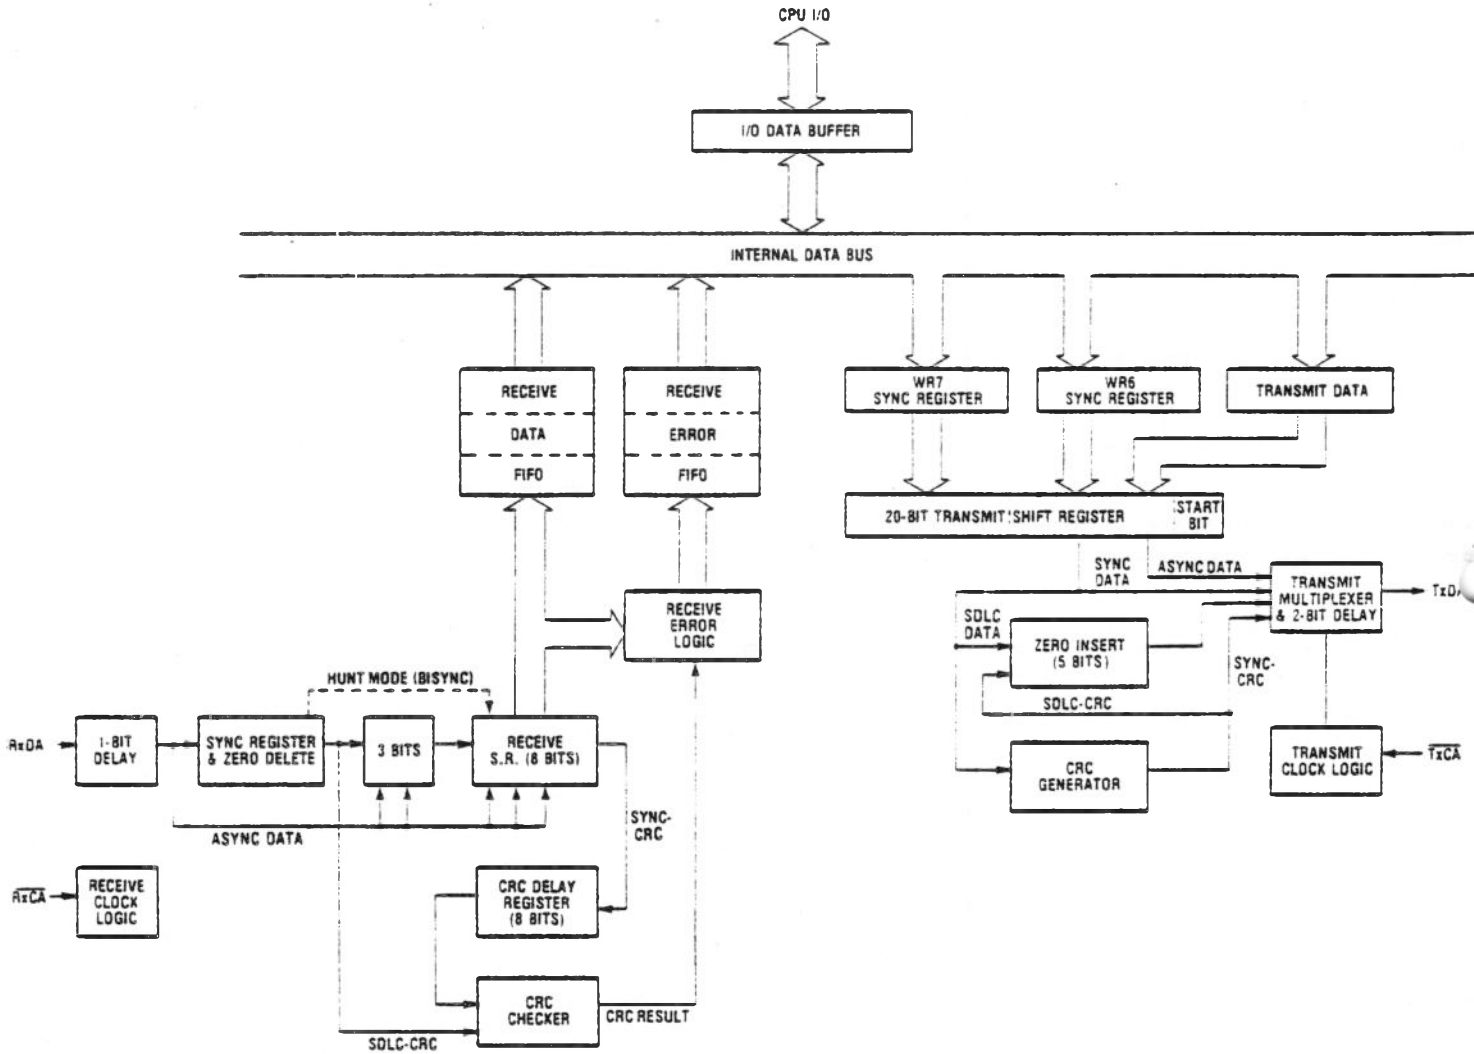 CPU I/O
I/O DATA BUFFER
INTERNAL DATA BUS
RECEIVE
DATA
FIFO
RECEIVE
ERROR
FIFO
WR7
SYNC REGISTER
WR6
SYNC REGISTER
TRANSMIT DATA
20-BIT TRANSMIT SHIFT REGISTER
START
BIT
SYNC
DATA
ASYNC DATA
TRANSMIT
MULTIPLEXER
& 2-BIT DELAY
SDLC
DATA
ZERO INSERT
(5 BITS)
SYNC-
CRC
SDLC-CRC
CRC
GENERATOR
TRANSMIT
CLOCK LOGIC
TxCA
RECEIVE
ERROR
LOGIC
HUNT MODE (BISYNC)
RxDA
1-BIT
DELAY
SYNC REGISTER
& ZERO DELETE
3 BITS
RECEIVE
S.R. (8 BITS)
ASYNC DATA
SYNC-
CRC
RxCA
RECEIVE
CLOCK
LOGIC
CRC DELAY
REGISTER
(8 BITS)
CRC
CHECKER
CRC RESULT
SDLC-CRC